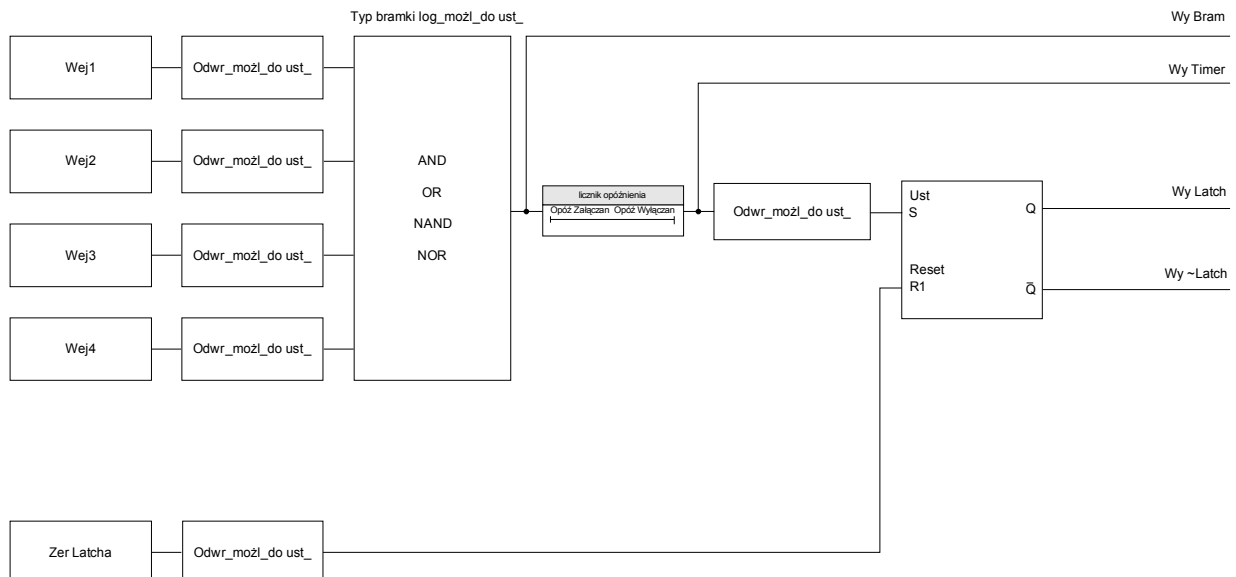 Typ bramki log_możl_do ust_
Wy Bram
Wej1
Odwr_możl_do ust_
Wy Timer
Wej2
Odwr_możl_do ust_
AND
OR
NAND
NOR
licznik opóźnienia
Opóź Załączan Opóź Wyłączan
Odwr_możl_do ust_
Ust
S
Q
Wy Latch
Wej3
Odwr_możl_do ust_
Reset
R1
Q̅
Wy ~Latch
Wej4
Odwr_możl_do ust_
Zer Latcha
Odwr_możl_do ust_